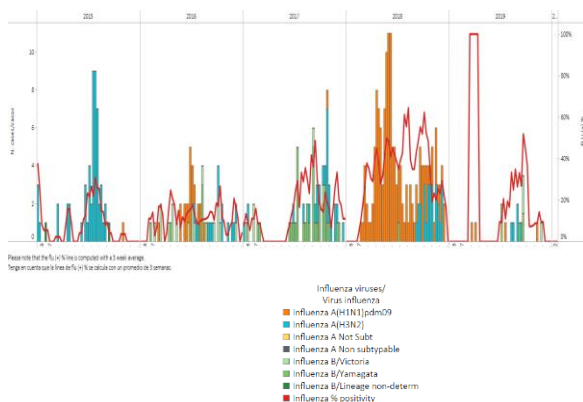 2015 2016 2017 2018 2019 2...
10
8
6
4
2
0
N. cases/casos
100%
80%
60%
40%
20%
0%
Please note that the flu (+) % line is computed with a 3 week average.
Tenga en cuenta que la línea de flu (+) % se calcula con un promedio de 3 semanas.
Influenza viruses/
Virus influenza
Influenza A(H1N1)pdm09
Influenza A(H3N2)
Influenza A Not Subt
Influenza A Non subtypable
Influenza B/Victoria
Influenza B/Yamagata
Influenza B/Lineage non-determ
Influenza % positivity